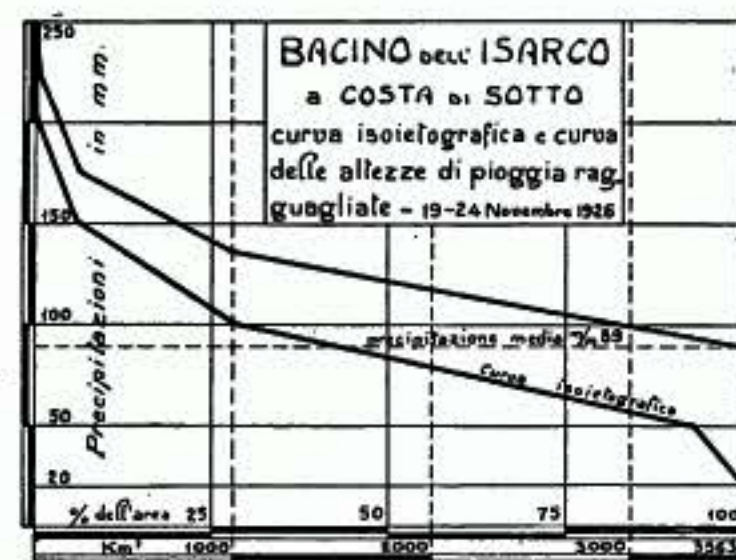 BACINO DELL' ISARCO
a COSTA DI SOTTO
curva isoietografica e curva
delle altezze di pioggia rag-
guagliate - 19-24 Novembre 1926
250
150
100
50
20
Precipitazioni in mm.
precipitazione media m/m 89
curva isoietografica
% dell'area 25 50 75 100
Km² 1000 2000 3000 3563